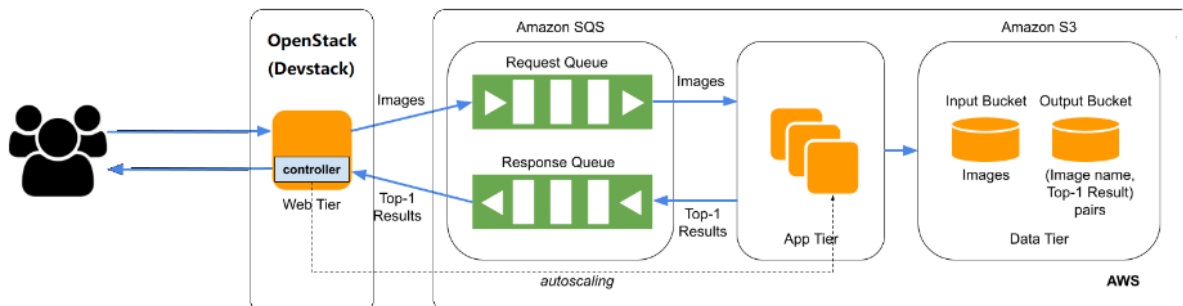 OpenStack
(Devstack)
controller
Web Tier
Images
Top-1
Results
Amazon SQS
Request Queue
Response Queue
Images
Top-1
Results
autoscaling
App Tier
Amazon S3
Input Bucket
Output Bucket
Images
(Image name,
Top-1 Result)
pairs
Data Tier
AWS